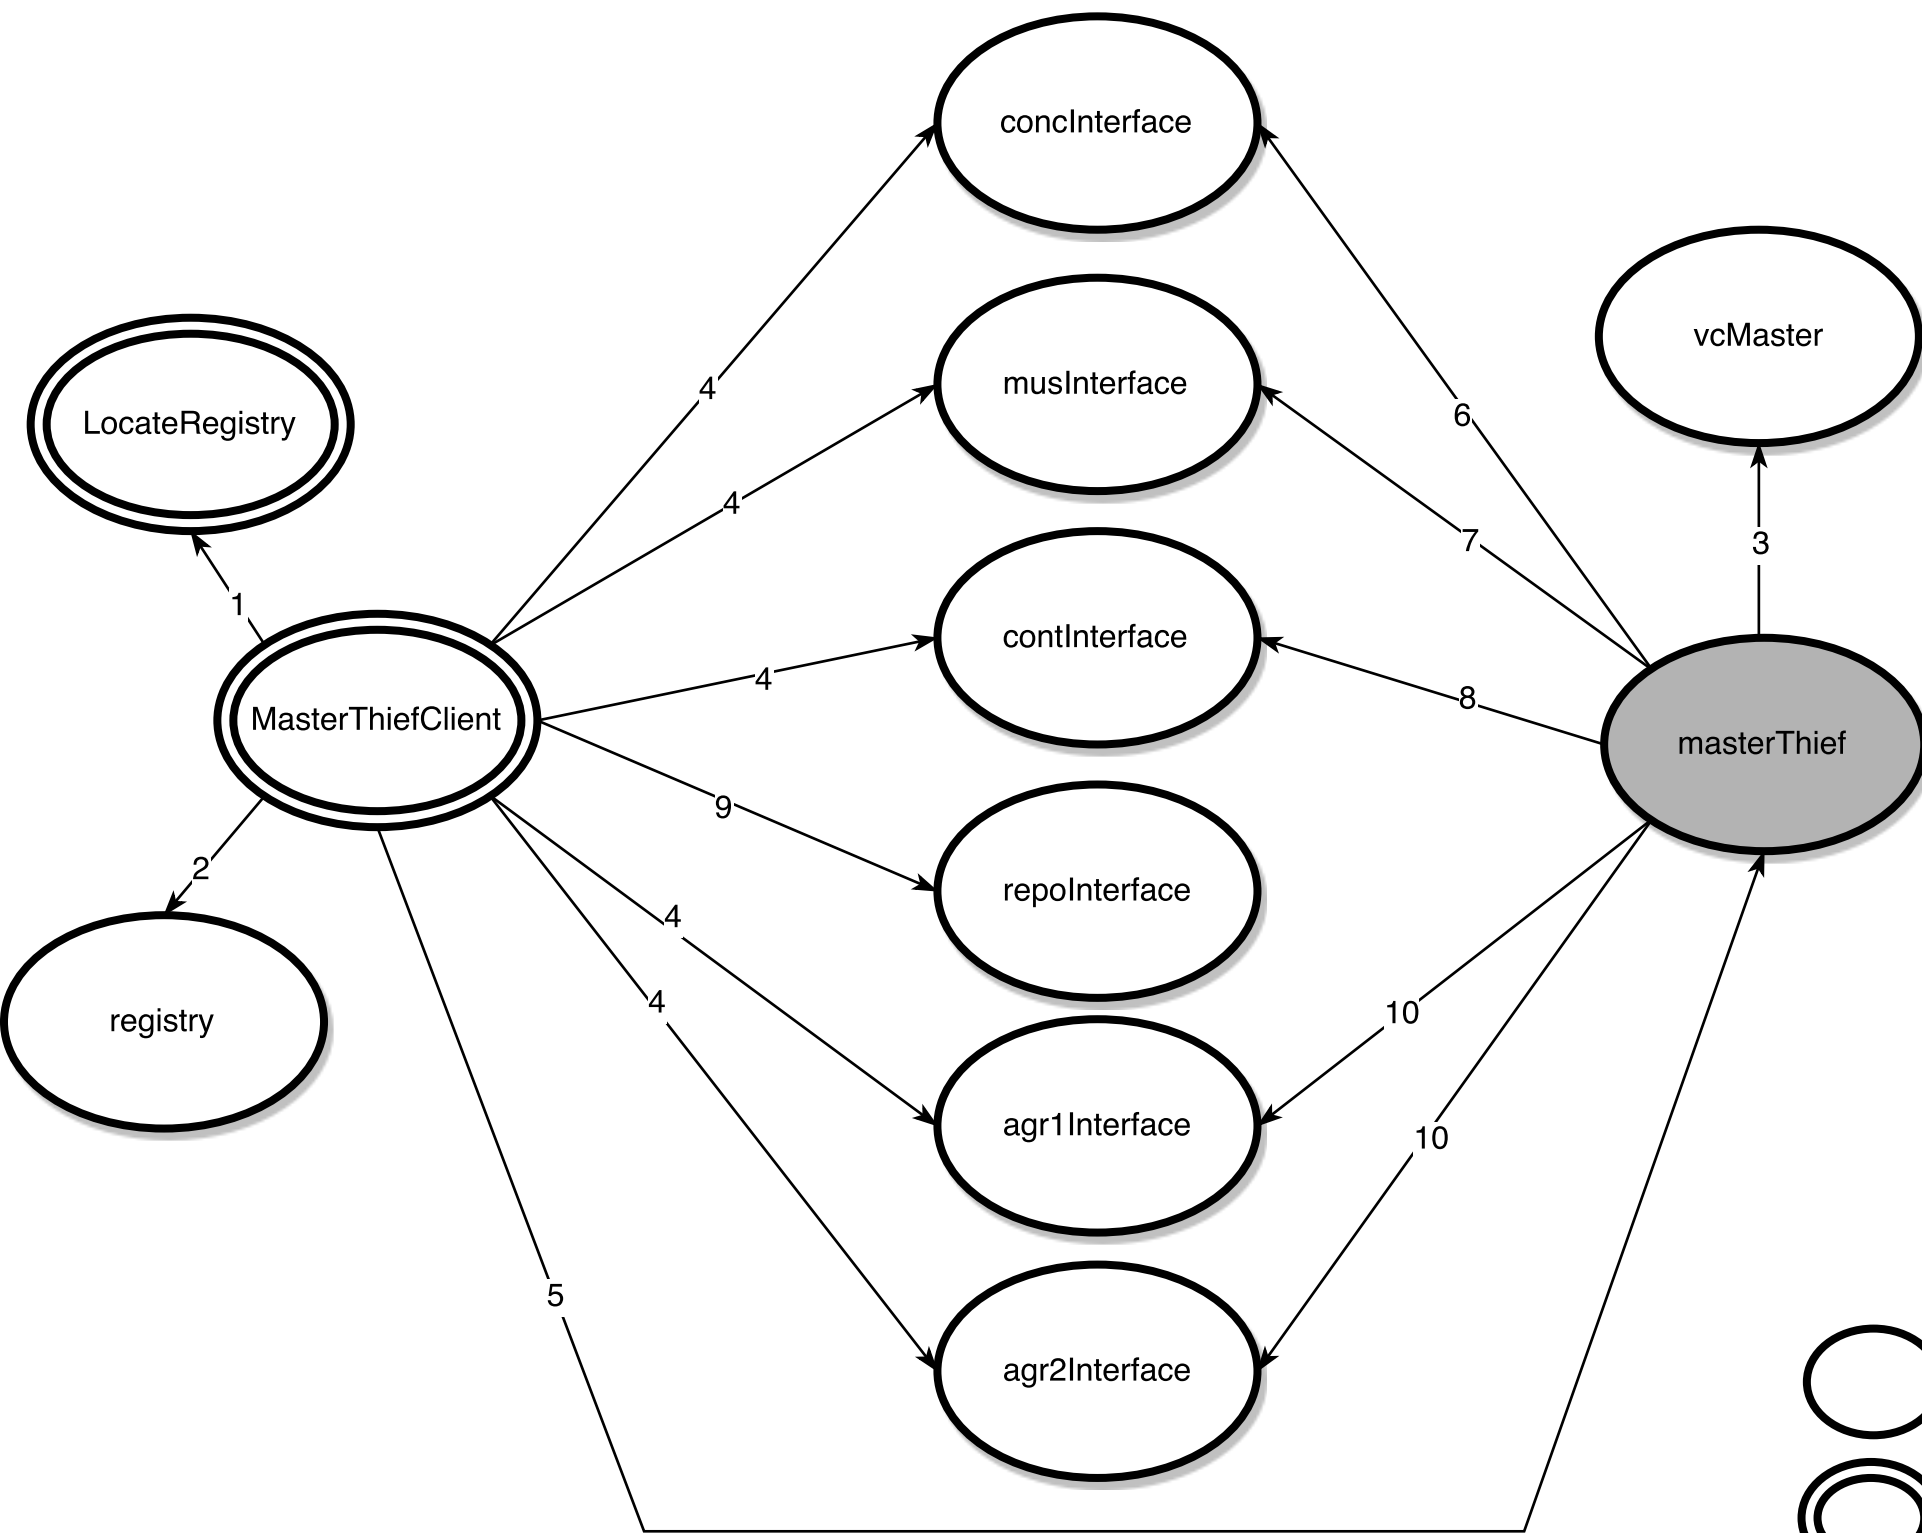 concInterface
vcMaster
4
musInterface
6
LocateRegistry
4
7
3
1
contInterface
4
8
MasterThiefClient
masterThief
9
2
repoInterface
4
4
10
registry
agr1Interface
10
5
agr2Interface